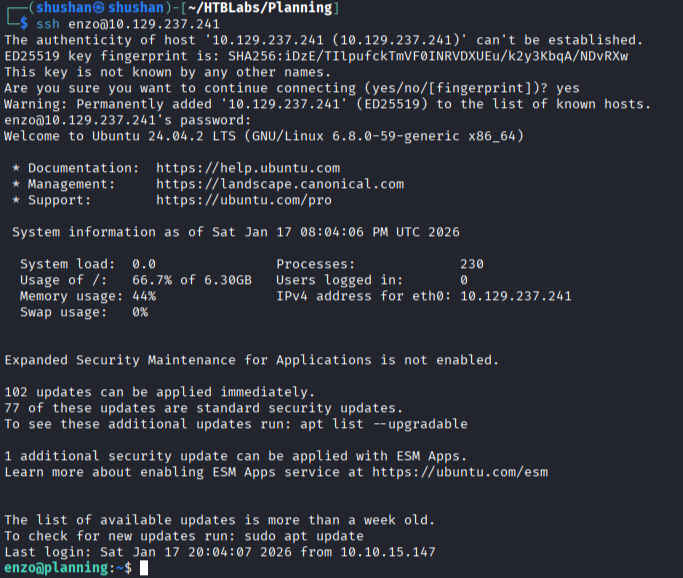 ┌──(shushan㉿shushan)-[~/HTBLabs/Planning]
└─$ ssh enzo@10.129.237.241
The authenticity of host '10.129.237.241 (10.129.237.241)' can't be established.
ED25519 key fingerprint is: SHA256:iDzE/TIlpufckTmVF0INRVDXUEu/k2y3KbqA/NDvRXw
This key is not known by any other names.
Are you sure you want to continue connecting (yes/no/[fingerprint])? yes
Warning: Permanently added '10.129.237.241' (ED25519) to the list of known hosts.
enzo@10.129.237.241's password:
Welcome to Ubuntu 24.04.2 LTS (GNU/Linux 6.8.0-59-generic x86_64)
* Documentation:  https://help.ubuntu.com
* Management:     https://landscape.canonical.com
* Support:        https://ubuntu.com/pro
System information as of Sat Jan 17 08:04:06 PM UTC 2026
System load:  0.0               Processes:             230
Usage of /:   66.7% of 6.30GB   Users logged in:       0
Memory usage: 44%               IPv4 address for eth0: 10.129.237.241
Swap usage:   0%
Expanded Security Maintenance for Applications is not enabled.
102 updates can be applied immediately.
77 of these updates are standard security updates.
To see these additional updates run: apt list --upgradable
1 additional security update can be applied with ESM Apps.
Learn more about enabling ESM Apps service at https://ubuntu.com/esm
The list of available updates is more than a week old.
To check for new updates run: sudo apt update
Last login: Sat Jan 17 20:04:07 2026 from 10.10.15.147
enzo@planning:~$